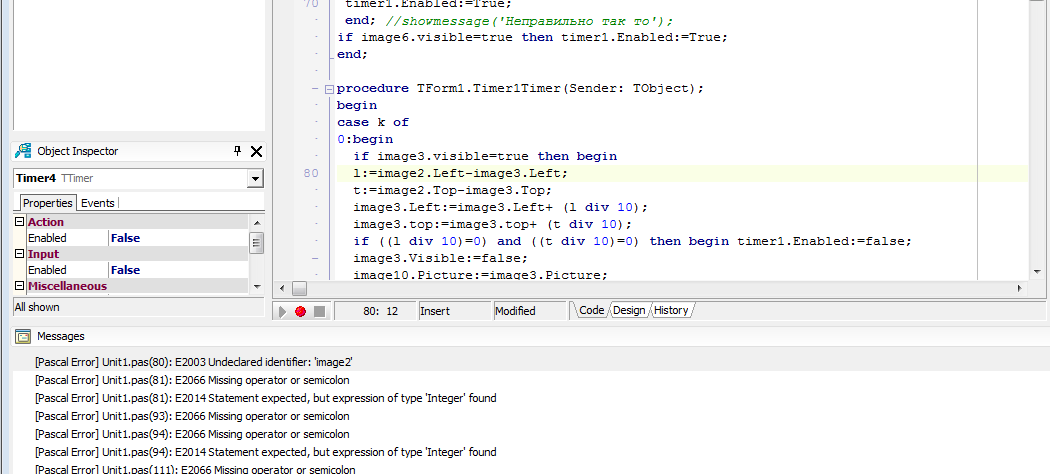 70 timer1.Enabled:=True;
end; //showmessage('Неправильно так то');
if image6.visible=true then timer1.Enabled:=True;
end;
procedure TForm1.Timer1Timer(Sender: TObject);
begin
case k of
0:begin
if image3.visible=true then begin
80 l:=image2.Left-image3.Left;
t:=image2.Top-image3.Top;
image3.Left:=image3.Left+ (l div 10);
image3.top:=image3.top+ (t div 10);
if ((l div 10)=0) and ((t div 10)=0) then begin timer1.Enabled:=false;
image3.Visible:=false;
image10.Picture:=image3.Picture;
Object Inspector
Timer4 TTimer
Properties Events
Action
Enabled False
Input
Enabled False
Miscellaneous
All shown
80: 12 Insert Modified Code Design History
Messages
[Pascal Error] Unit1.pas(80): E2003 Undeclared identifier: 'image2'
[Pascal Error] Unit1.pas(81): E2066 Missing operator or semicolon
[Pascal Error] Unit1.pas(81): E2014 Statement expected, but expression of type 'Integer' found
[Pascal Error] Unit1.pas(93): E2066 Missing operator or semicolon
[Pascal Error] Unit1.pas(94): E2066 Missing operator or semicolon
[Pascal Error] Unit1.pas(94): E2014 Statement expected, but expression of type 'Integer' found
[Pascal Error] Unit1.pas(111): E2066 Missing operator or semicolon